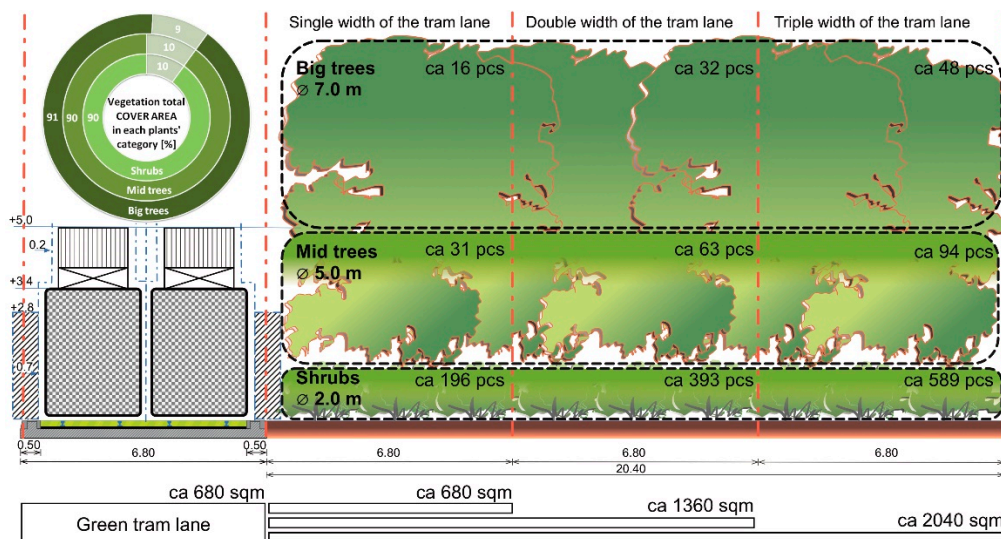 Single width of the tram lane
Double width of the tram lane
Triple width of the tram lane
9
10
10
91
90
90
Vegetation total
COVER AREA
in each plants'
category [%]
Shrubs
Mid trees
Big trees
Big trees
⌀ 7.0 m
ca 16 pcs
ca 32 pcs
ca 48 pcs
Mid trees
⌀ 5.0 m
ca 31 pcs
ca 63 pcs
ca 94 pcs
Shrubs
⌀ 2.0 m
ca 196 pcs
ca 393 pcs
ca 589 pcs
+5,0
0.2
+3.4
+2.8
0.7
0.50
0.50
6.80
6.80
6.80
6.80
20.40
ca 680 sqm
Green tram lane
ca 680 sqm
ca 1360 sqm
ca 2040 sqm